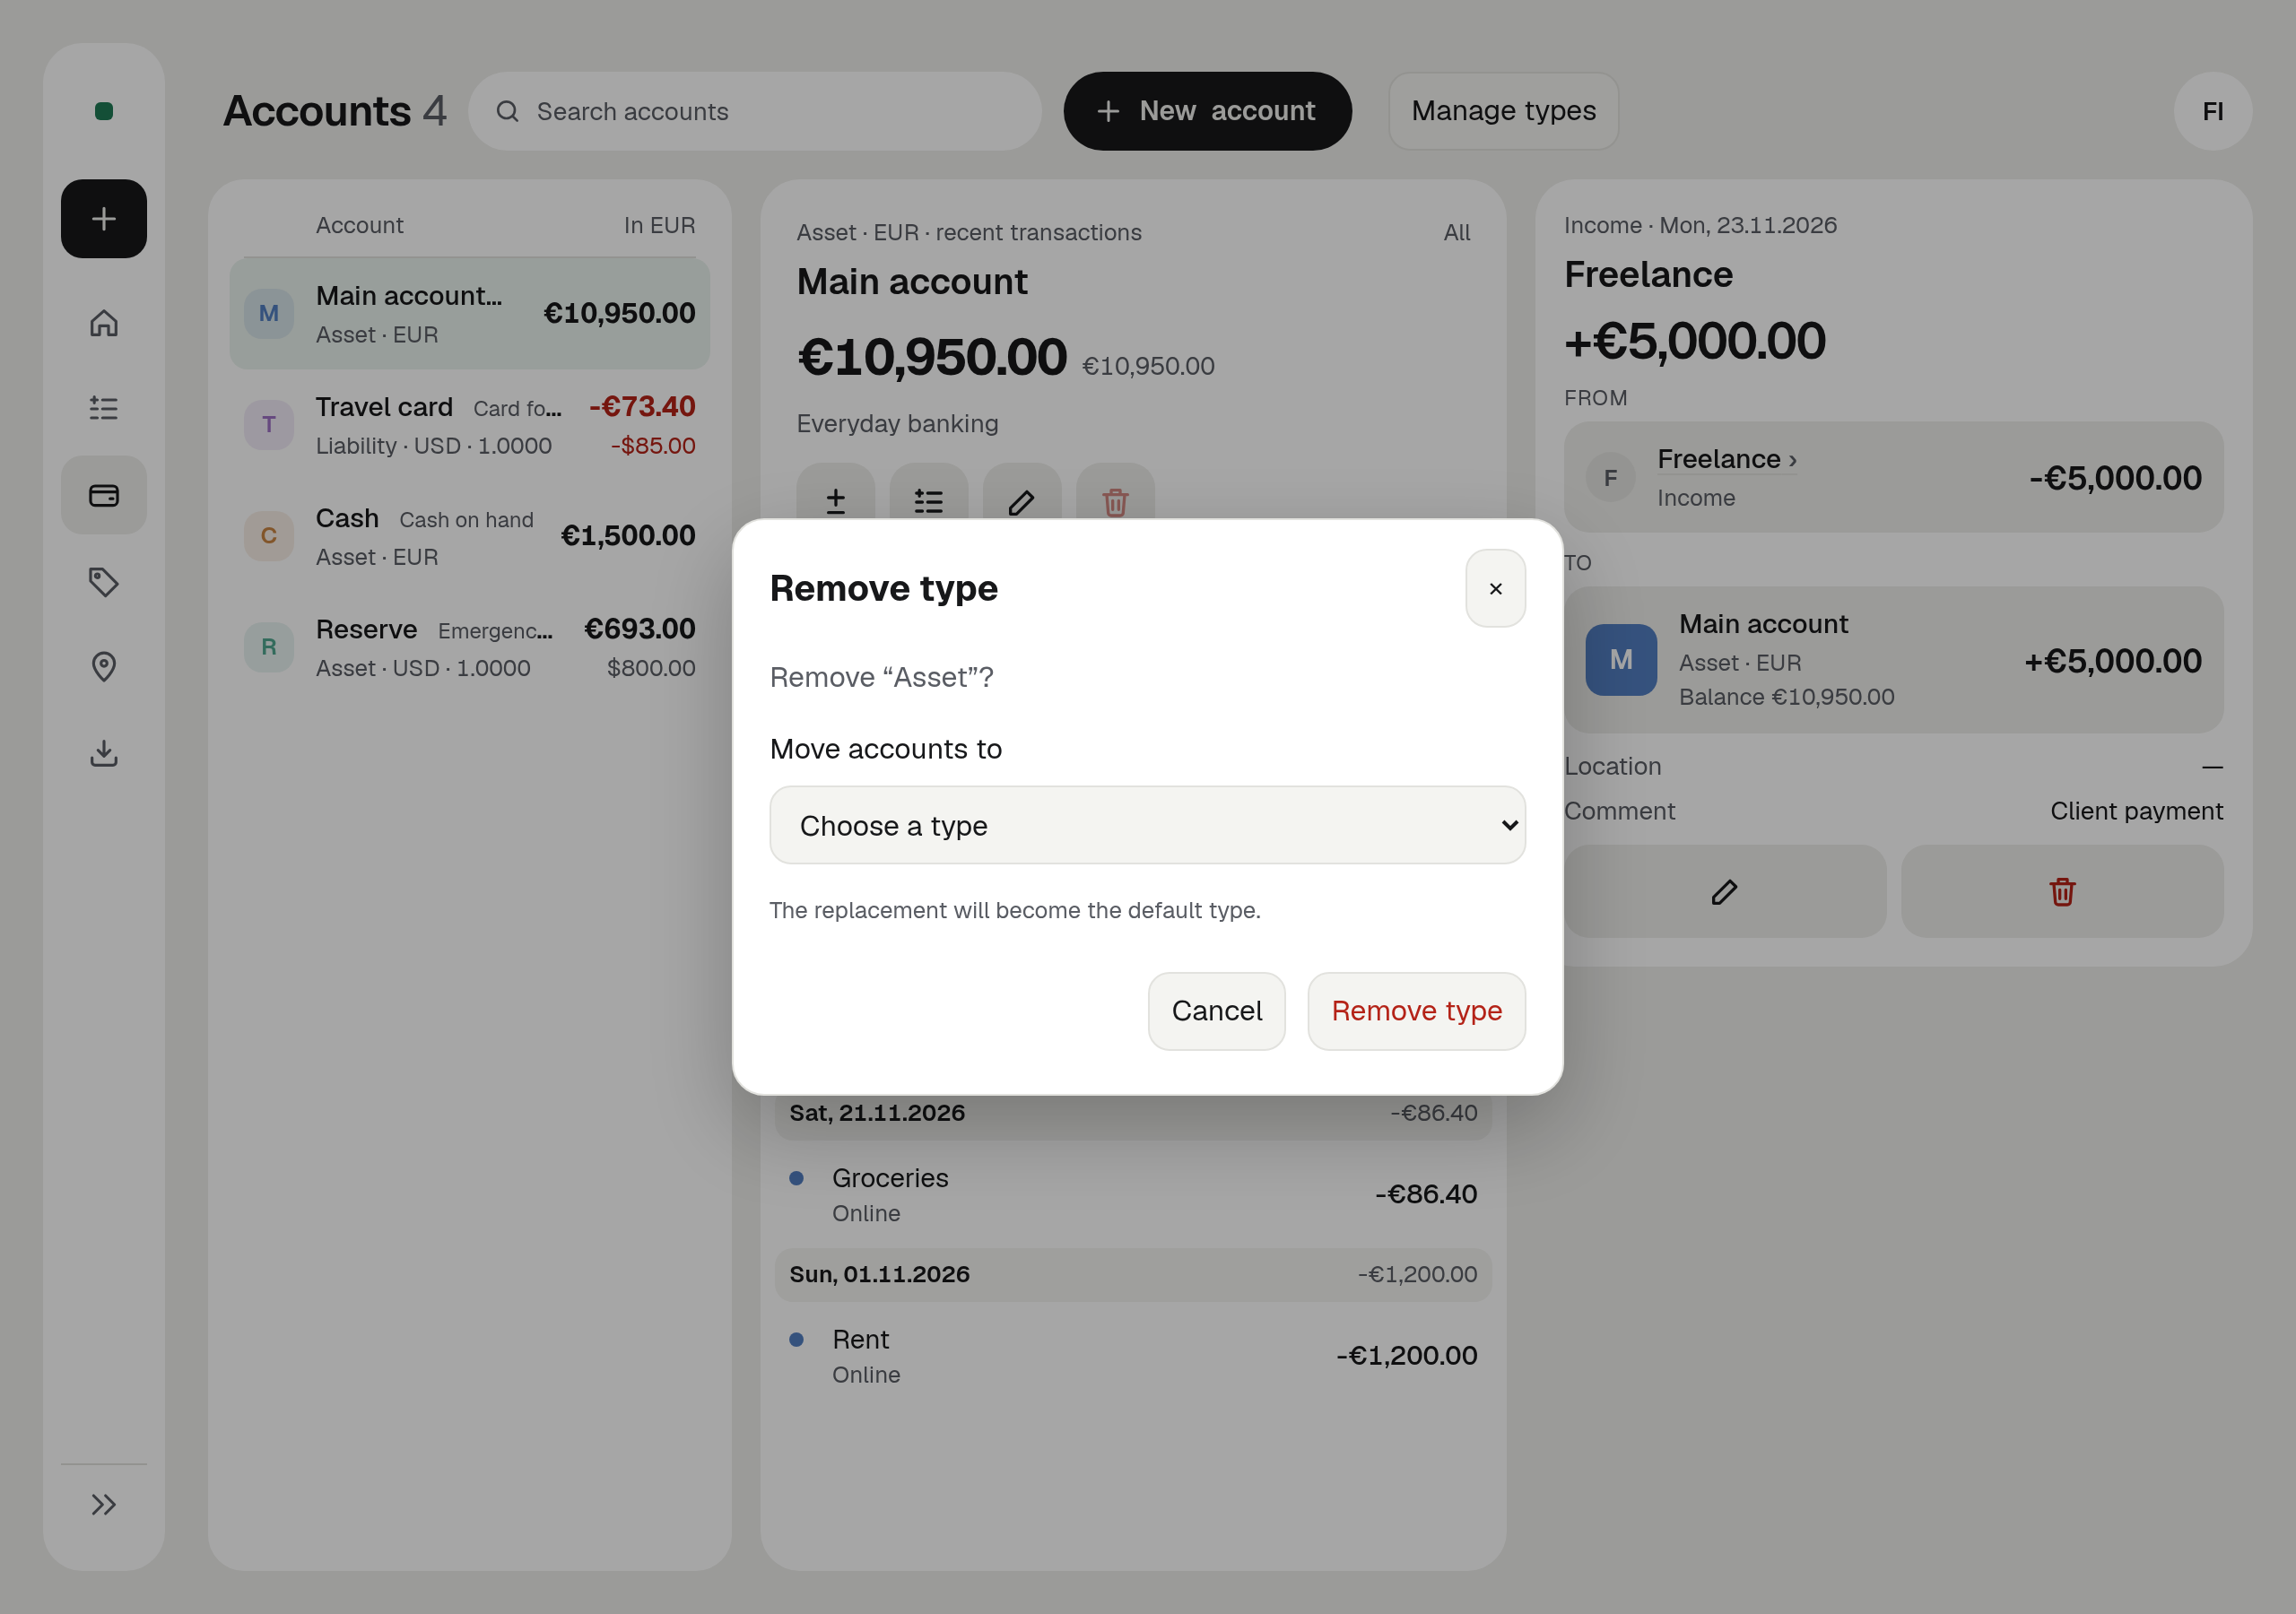 Accounts 4
Search accounts
New account
Manage types
FI
Account
In EUR
M
Main account...
€10,950.00
Asset · EUR
T
Travel card
Card fo...
-€73.40
Liability · USD · 1.0000
-$85.00
C
Cash
Cash on hand
€1,500.00
Asset · EUR
R
Reserve
Emergenc...
€693.00
Asset · USD · 1.0000
$800.00
Asset · EUR · recent transactions
All
Main account
€10,950.00 €10,950.00
Everyday banking
Remove type
×
Remove “Asset”?
Move accounts to
Choose a type
The replacement will become the default type.
Cancel
Remove type
Sat, 21.11.2026
-€86.40
Groceries
-€86.40
Online
Sun, 01.11.2026
-€1,200.00
Rent
-€1,200.00
Online
Income · Mon, 23.11.2026
Freelance
+€5,000.00
FROM
F
Freelance ›
-€5,000.00
Income
TO
M
Main account
Asset · EUR
+€5,000.00
Balance €10,950.00
Location
—
Comment
Client payment